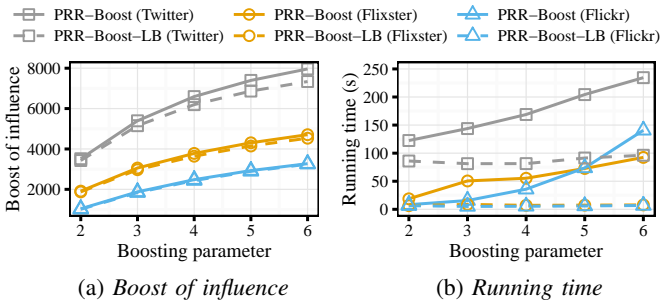 PRR−Boost (Twitter) PRR−Boost (Flixster) PRR−Boost (Flickr)
PRR−Boost−LB (Twitter) PRR−Boost−LB (Flixster) PRR−Boost−LB (Flickr)
Boost of influence
8000
6000
4000
2000
2 3 4 5 6
Boosting parameter
(a) Boost of influence
Running time (s)
250
200
150
100
50
0
2 3 4 5 6
Boosting parameter
(b) Running time